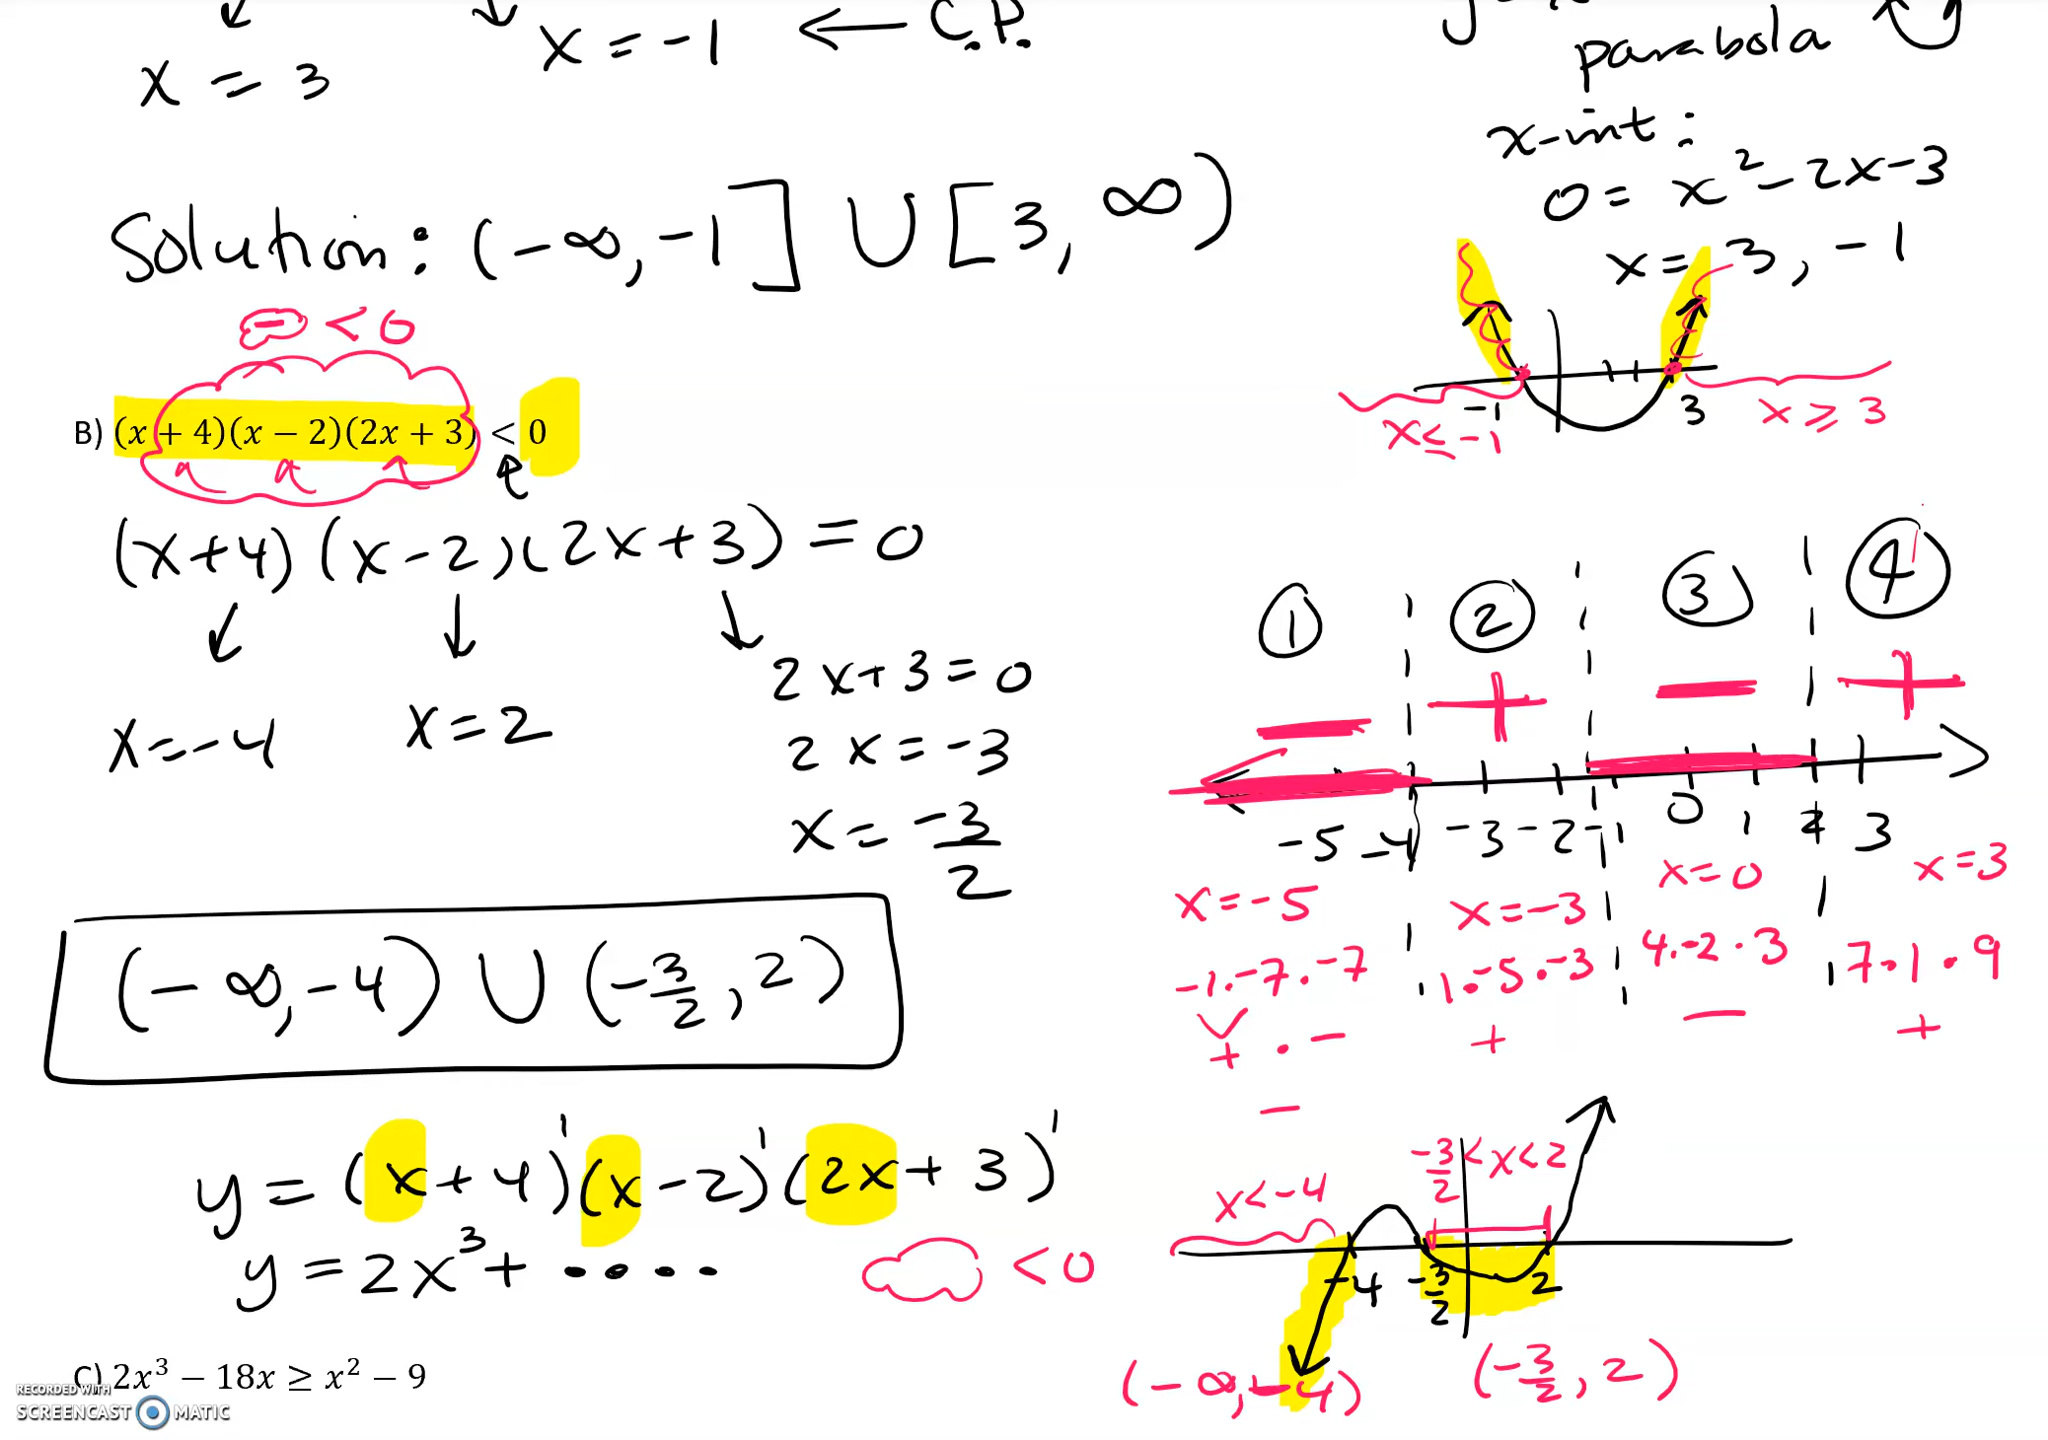 x = 3
x = -1 ← C.P.
parabola
x-int:
0 = x² - 2x - 3
x = 3, -1
Solution: (-∞, -1] ∪ [3, ∞)
- < 0
-1
3
x ≤ -1
x ≥ 3
B) (x + 4)(x − 2)(2x + 3) < 0
(x+4)(x-2)(2x+3) = 0
x = -4
x = 2
2x + 3 = 0
2x = -3
x = -3/2
(-∞, -4) ∪ (-3/2, 2)
① ② ③ ④
− + − +
-5 -4 -3 -2 -1 0 1 2 3
x = -5
x = -3
x = 0
x = 3
-1·-7·-7
1·-5·-3
4·-2·3
7·1·9
+ · -
+
−
+
−
y = (x+4)¹(x-2)¹(2x+3)¹
y = 2x³ + ....
< 0
x < -4
-3/2 < x < 2
-4 -3/2 2
(-∞, -4)
(-3/2, 2)
C) 2x³ − 18x ≥ x² − 9
RECORDED WITH
SCREENCAST MATIC